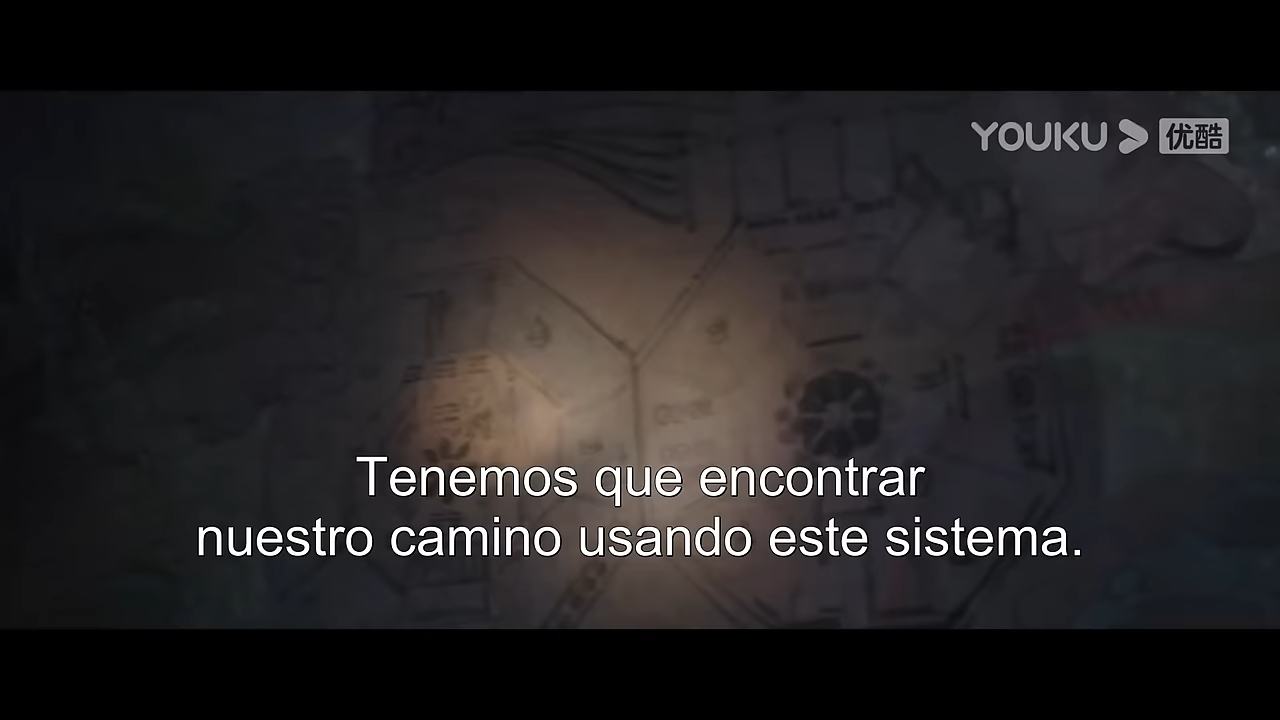 YOUKU 优酷
Tenemos que encontrar
nuestro camino usando este sistema.